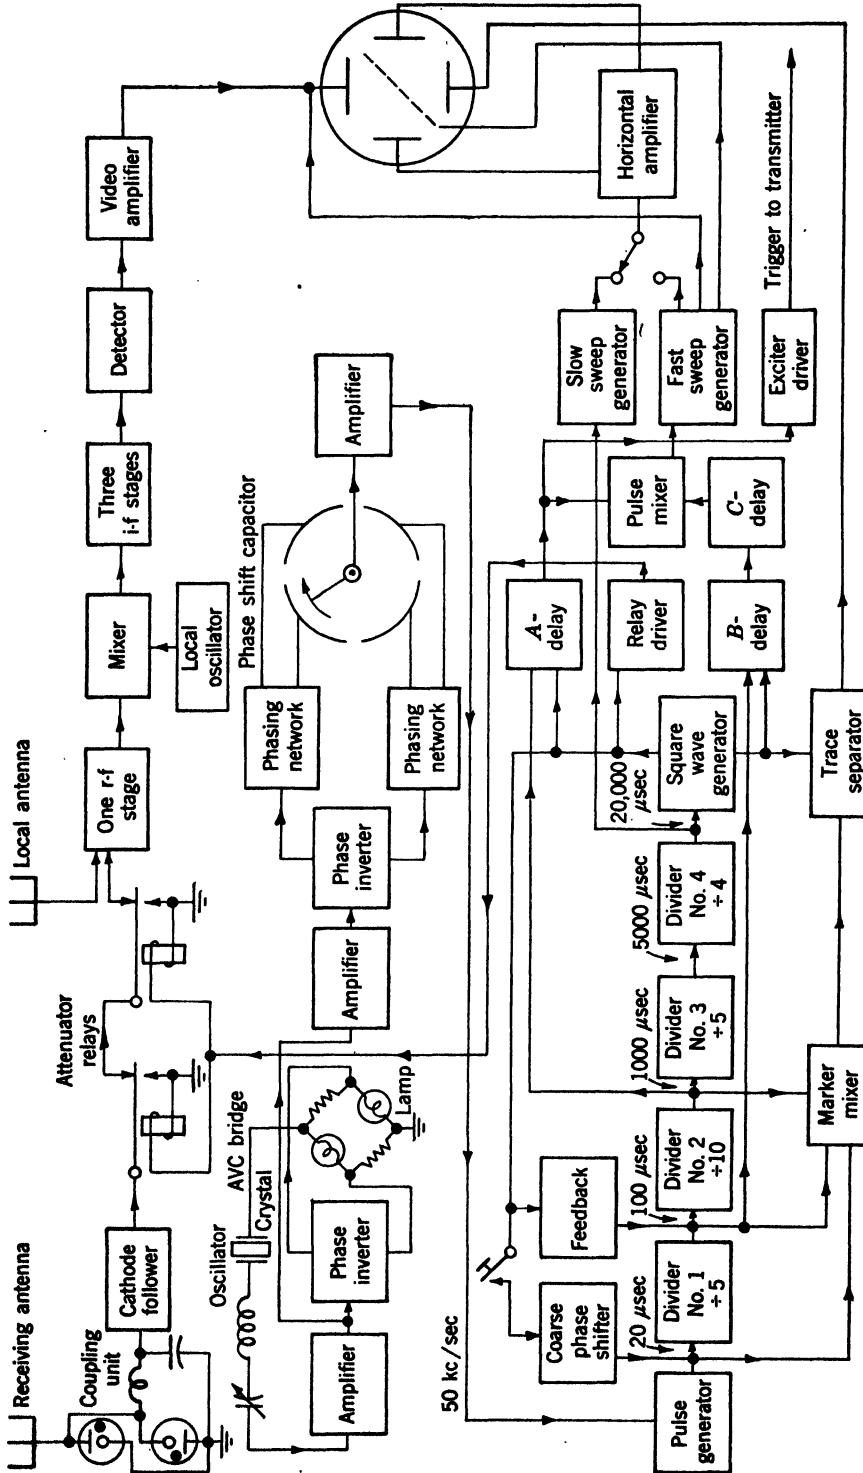 Receiving antenna
Coupling
unit
Cathode
follower
Attenuator
relays
Local antenna
One r-f
stage
Mixer
Local
oscillator
Three
i-f stages
Detector
Video
amplifier
Oscillator
Crystal
AVC bridge
Lamp
Amplifier
Phase
inverter
Amplifier
Phase
inverter
Phasing
network
Phasing
network
Phase shift capacitor
Amplifier
50 kc/sec
Horizontal
amplifier
Slow
sweep
generator
Fast
sweep
generator
Exciter
driver
Trigger to transmitter
Pulse
mixer
C-
delay
A-
delay
Relay
driver
B-
delay
Coarse
phase
shifter
Feedback
Pulse
generator
20 μsec
Divider
No. 1
÷5
100 μsec
Divider
No. 2
÷10
1000 μsec
Divider
No. 3
÷5
5000 μsec
Divider
No. 4
÷4
20,000
μsec
Square
wave
generator
Marker
mixer
Trace
separator